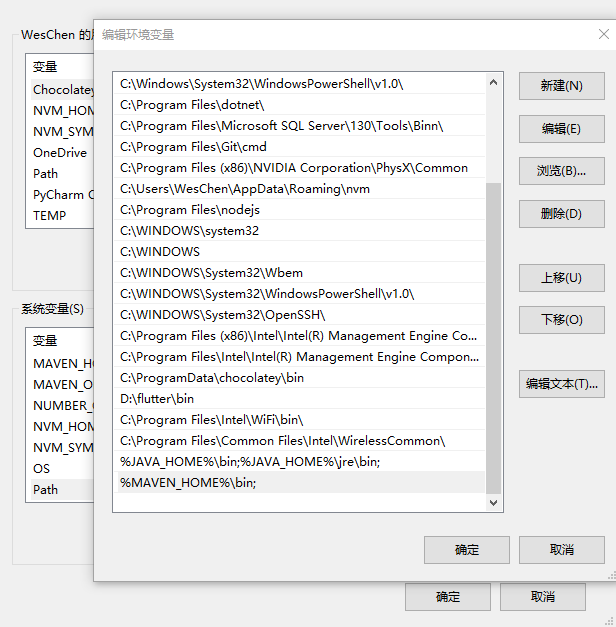 WesChen 的
编辑环境变量
变量
Chocolatey
NVM_HOM
NVM_SYM
OneDrive
Path
PyCharm C
TEMP
系统变量(S)
变量
MAVEN_H
MAVEN_O
NUMBER_
NVM_HOM
NVM_SYM
OS
Path
C:\Windows\System32\WindowsPowerShell\v1.0\
C:\Program Files\dotnet\
C:\Program Files\Microsoft SQL Server\130\Tools\Binn\
C:\Program Files\Git\cmd
C:\Program Files (x86)\NVIDIA Corporation\PhysX\Common
C:\Users\WesChen\AppData\Roaming\nvm
C:\Program Files\nodejs
C:\WINDOWS\system32
C:\WINDOWS
C:\WINDOWS\System32\Wbem
C:\WINDOWS\System32\WindowsPowerShell\v1.0\
C:\WINDOWS\System32\OpenSSH\
C:\Program Files (x86)\Intel\Intel(R) Management Engine Co...
C:\Program Files\Intel\Intel(R) Management Engine Compon...
C:\ProgramData\chocolatey\bin
D:\flutter\bin
C:\Program Files\Intel\WiFi\bin\
C:\Program Files\Common Files\Intel\WirelessCommon\
%JAVA_HOME%\bin;%JAVA_HOME%\jre\bin;
%MAVEN_HOME%\bin;
新建(N)
编辑(E)
浏览(B)...
删除(D)
上移(U)
下移(O)
编辑文本(T)...
确定
取消
确定
取消